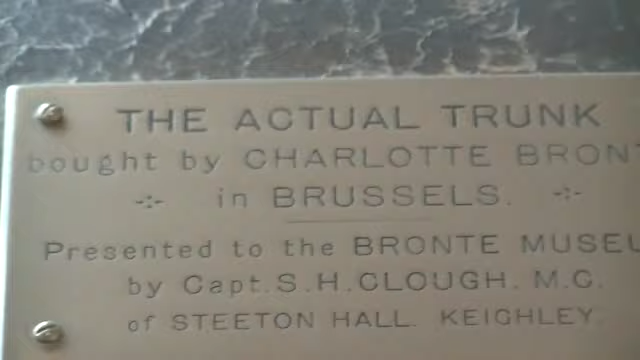 THE ACTUAL TRUNK
bought by CHARLOTTE BRONT
-:- in BRUSSELS. -:-
Presented to the BRONTE MUSEU
by Capt. S. H. CLOUGH. M.C.
of STEETON HALL. KEIGHLEY